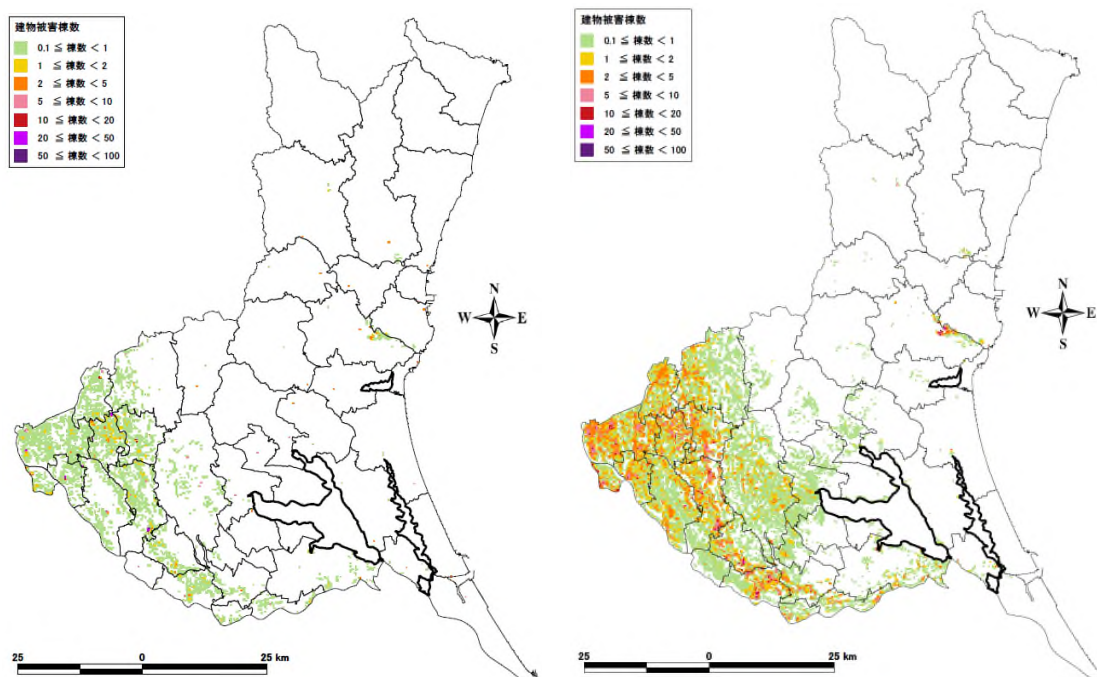 建物被害棟数
0.1 ≦ 棟数 < 1
1 ≦ 棟数 < 2
2 ≦ 棟数 < 5
5 ≦ 棟数 < 10
10 ≦ 棟数 < 20
20 ≦ 棟数 < 50
50 ≦ 棟数 < 100
N
W E
S
25 0 25 km
建物被害棟数
0.1 ≦ 棟数 < 1
1 ≦ 棟数 < 2
2 ≦ 棟数 < 5
5 ≦ 棟数 < 10
10 ≦ 棟数 < 20
20 ≦ 棟数 < 50
50 ≦ 棟数 < 100
N
W E
S
25 0 25 km